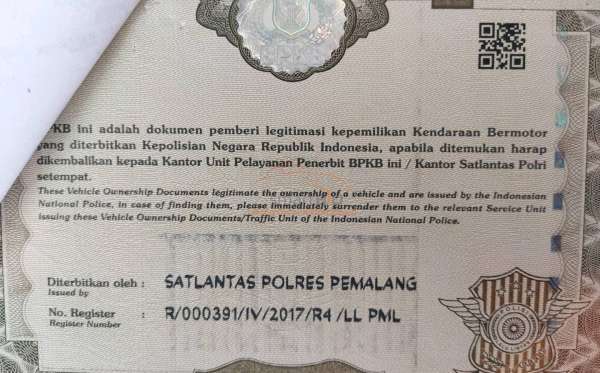 BPKB ini adalah dokumen pemberi legitimasi kepemilikan Kendaraan Bermotor
yang diterbitkan Kepolisian Negara Republik Indonesia, apabila ditemukan harap
dikembalikan kepada Kantor Unit Pelayanan Penerbit BPKB ini / Kantor Satlantas Polri
setempat.
These Vehicle Ownership Documents legitimate the ownership of a vehicle and are issued by the Indonesian
National Police, in case of finding them, please immediately surrender them to the relevant Service Unit
issuing these Vehicle Ownership Documents/Traffic Unit of the Indonesian National Police.
Diterbitkan oleh : SATLANTAS POLRES PEMALANG
Issued by
No. Register : R/000391/IV/2017/R4 /LL PML
Register Number